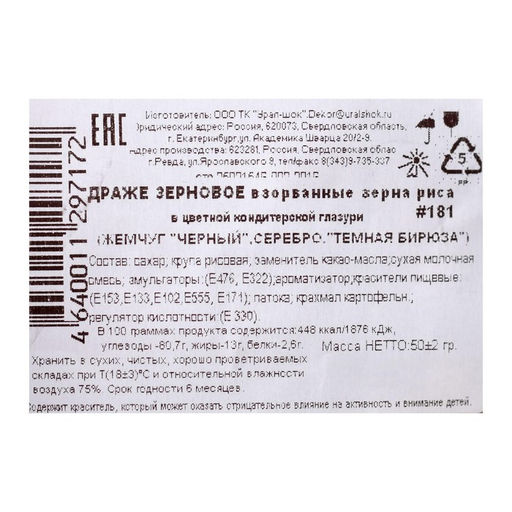 EAC
Изготовитель: ООО ТК "Урал-шок".Dekor@uralshok.ru
Юридический адрес: Россия, 620073, Свердловская область,
г. Екатеринбург,ул. Академика Шварца 20/2-9.
Адрес производства: 623281, Россия, Свердловская область
г.Ревда, ул.Ярославского 9, тел/факс 8(343)9-735-337
5
PP
ДРАЖЕ ЗЕРНОВОЕ взорванные зерна риса
в цветной кондитерской глазури #181
(ЖЕМЧУГ "ЧЕРНЫЙ",СЕРЕБРО."ТЕМНАЯ БИРЮЗА")
Состав: сахар, крупа рисовая, заменитель какао-масла;сухая молочная
смесь; эмульгаторы:(Е476, Е322);ароматизатор;красители пищевые:
(Е153,Е133,Е102,Е555, Е171); патока; крахмал картофельн.;
регулятор кислотности:(Е 330).
В 100 граммах продукта содержится:448 ккал/1876 кДж,
углеводы -80,7г, жиры-13г, белки-2,6г. Масса НЕТТО:50±2 гр.
Хранить в сухих, чистых, хорошо проветриваемых
складах при Т(18±3)°С и относительной влажности
воздуха 75%. Срок годности 6 месяцев.
Содержит краситель, который может оказать отрицательное влияние на активность и внимание детей.
4 640011 297172